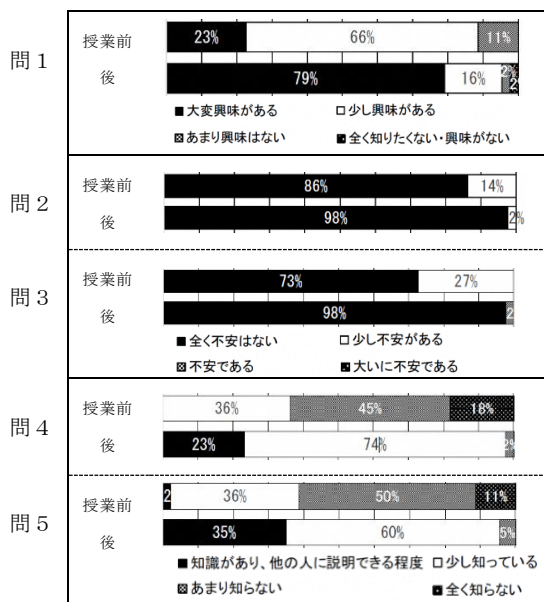 問1
授業前
23%
66%
11%
後
79%
16%
2%
2%
■大変興味がある □少し興味がある
あまり興味はない 全く知りたくない・興味がない
問2
授業前
86%
14%
後
98%
2%
問3
授業前
73%
27%
後
98%
2
■全く不安はない □少し不安がある
不安である 大いに不安である
問4
授業前
36%
45%
18%
後
23%
74%
2%
問5
授業前
2
36%
50%
11%
後
35%
60%
5%
■知識があり、他の人に説明できる程度 □少し知っている
あまり知らない 全く知らない